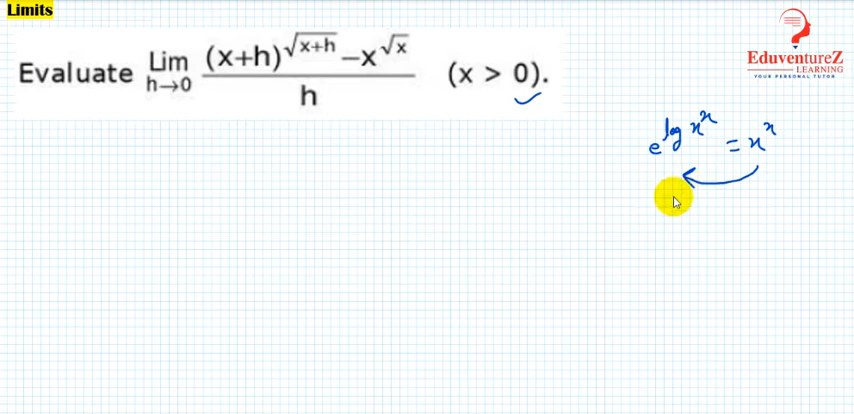 Limits
EduventureZ
LEARNING
YOUR PERSONAL TUTOR
Evaluate Lim h→0 ((x+h)^√(x+h) − x^√x) / h (x > 0).
e^(log x^x) = x^x